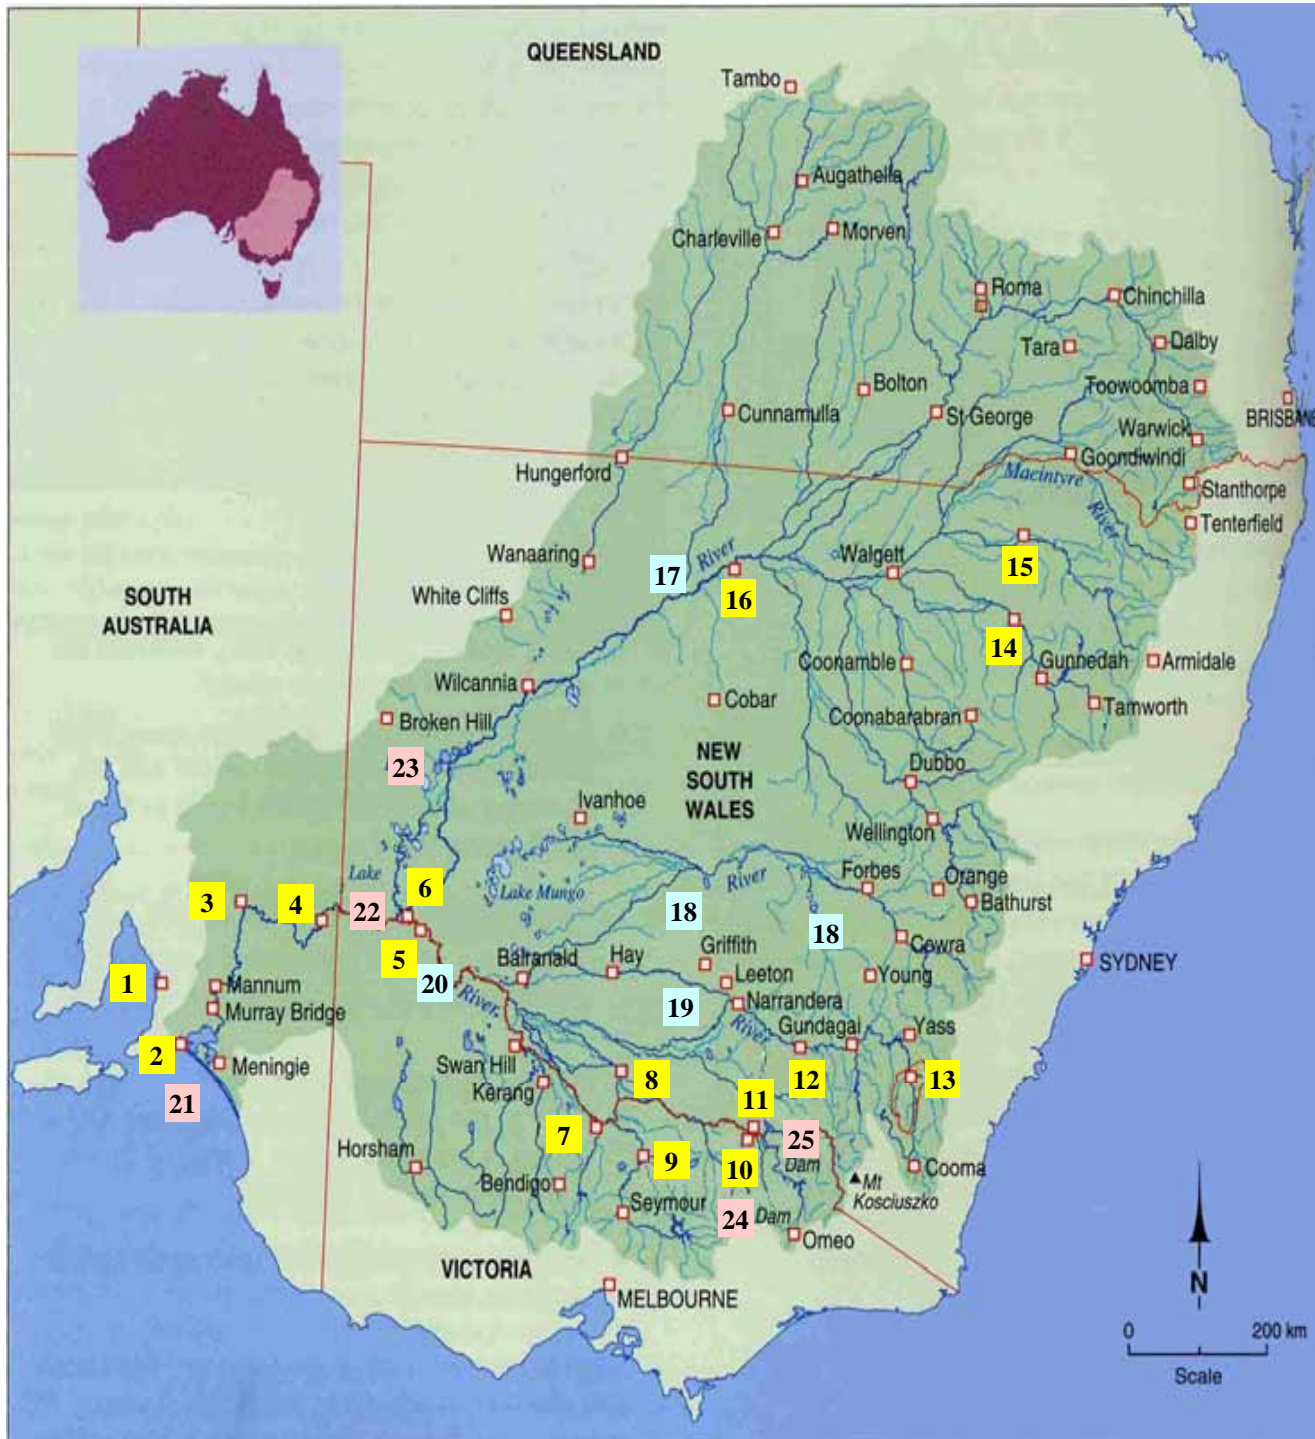 QUEENSLAND
Tambo
Augathella
Charleville
Morven
Roma
Chinchilla
Tara
Dalby
Bolton
Toowoomba
Cunnamulla
St George
BRISBANE
Warwick
Hungerford
Goondiwindi
Macintyre
River
Stanthorpe
Tenterfield
Wanaaring
River
Walgett
17
15
White Cliffs
16
SOUTH
AUSTRALIA
14
Coonamble
Gunnedah
Armidale
Wilcannia
Cobar
Tamworth
Broken Hill
Coonabarabran
23
NEW
SOUTH
WALES
Dubbo
Ivanhoe
Wellington
Lake
Forbes
Orange
6
Lake Mungo
River
3
4
22
18
Bathurst
18
Cowra
5
Balranald
Hay
Griffith
SYDNEY
1
Mannum
20
Leeton
Young
Murray Bridge
River
19
Narrandera
River
Gundagai
Yass
2
Meningie
Swan Hill
8
12
13
Kerang
21
11
7
25
Horsham
9
10
Dam
Cooma
Bendigo
Mt
Kosciuszko
Seymour
24
Dam
Omeo
VICTORIA
MELBOURNE
N
0
200 km
Scale